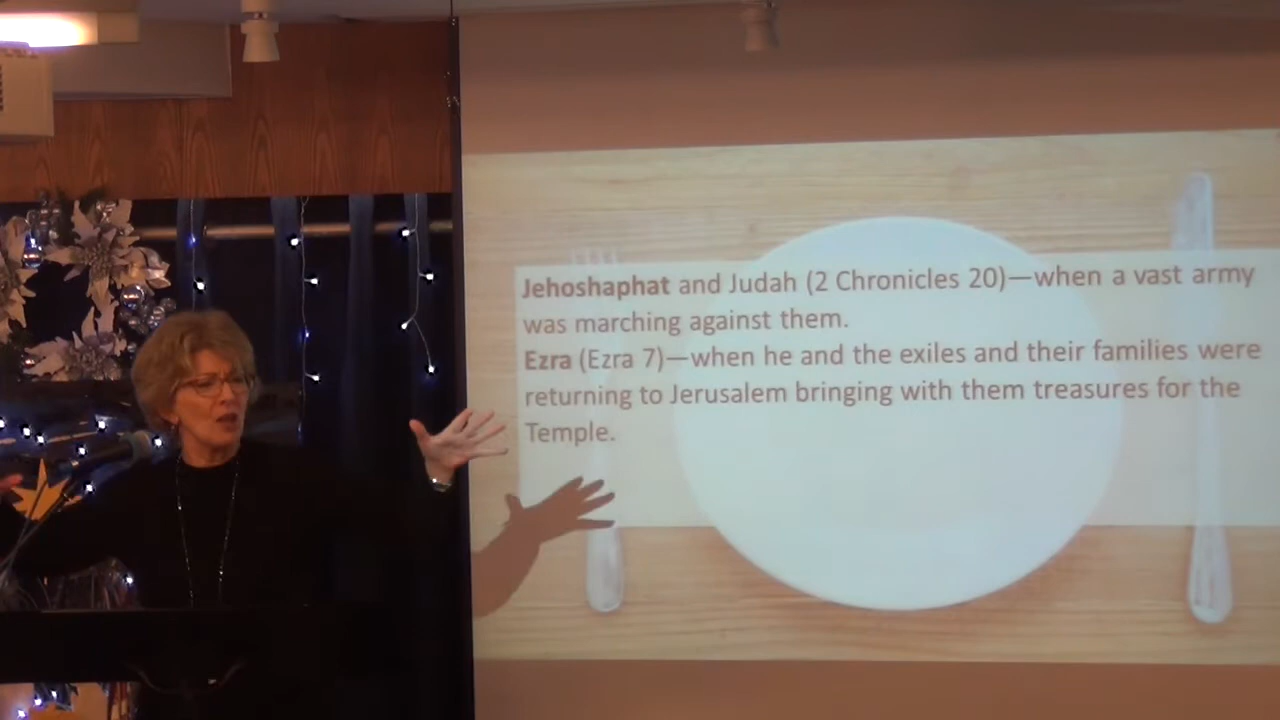 Jehoshaphat and Judah (2 Chronicles 20)—when a vast army
was marching against them.
Ezra (Ezra 7)—when he and the exiles and their families were
returning to Jerusalem bringing with them treasures for the
Temple.